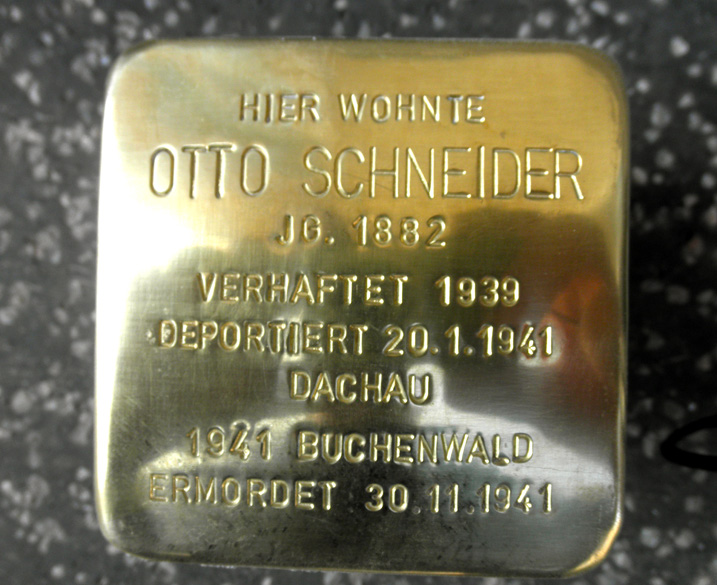 HIER WOHNTE
OTTO SCHNEIDER
JG. 1882
VERHAFTET 1939
DEPORTIERT 20.1.1941
DACHAU
1941 BUCHENWALD
ERMORDET 30.11.1941